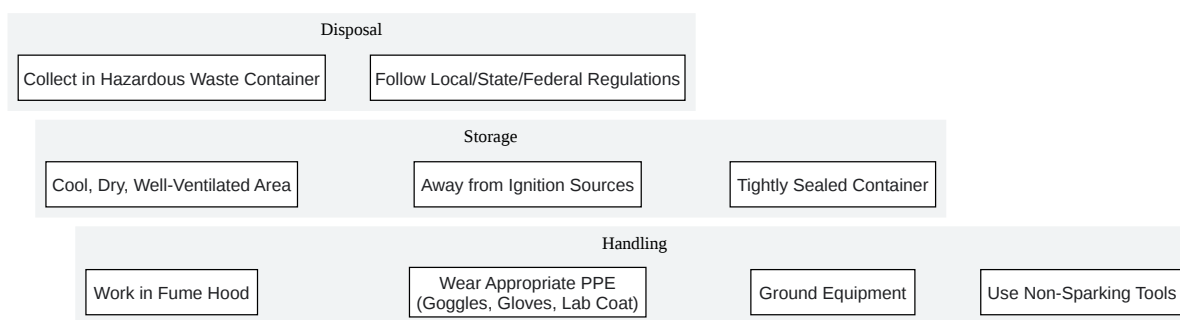 Disposal
Collect in Hazardous Waste Container
Follow Local/State/Federal Regulations
Storage
Cool, Dry, Well-Ventilated Area
Away from Ignition Sources
Tightly Sealed Container
Handling
Work in Fume Hood
Wear Appropriate PPE
(Goggles, Gloves, Lab Coat)
Ground Equipment
Use Non-Sparking Tools